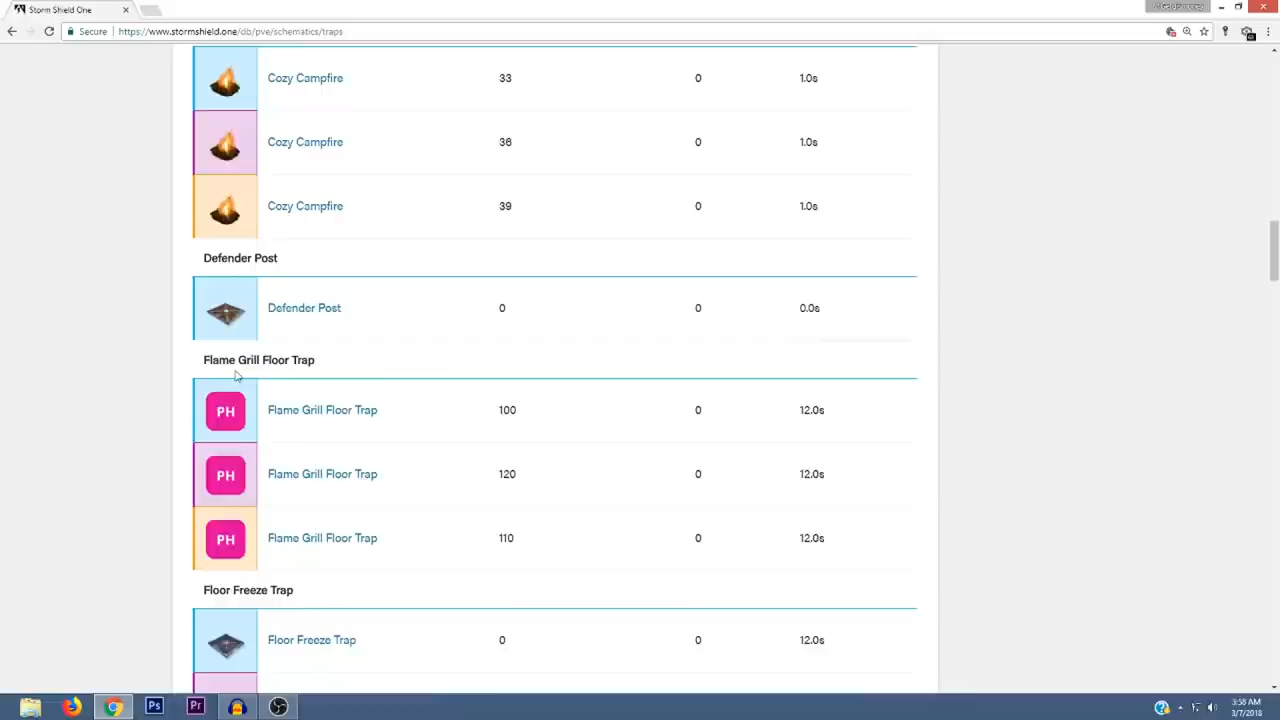 Storm Shield One
Secure
https://www.stormshield.one/db/pve/schematics/traps
Cozy Campfire 33 0 1.0s
Cozy Campfire 36 0 1.0s
Cozy Campfire 39 0 1.0s
Defender Post
Defender Post 0 0 0.0s
Flame Grill Floor Trap
PH Flame Grill Floor Trap 100 0 12.0s
PH Flame Grill Floor Trap 120 0 12.0s
PH Flame Grill Floor Trap 110 0 12.0s
Floor Freeze Trap
Floor Freeze Trap 0 0 12.0s
Ps Pr
3:58 AM
3/7/2018